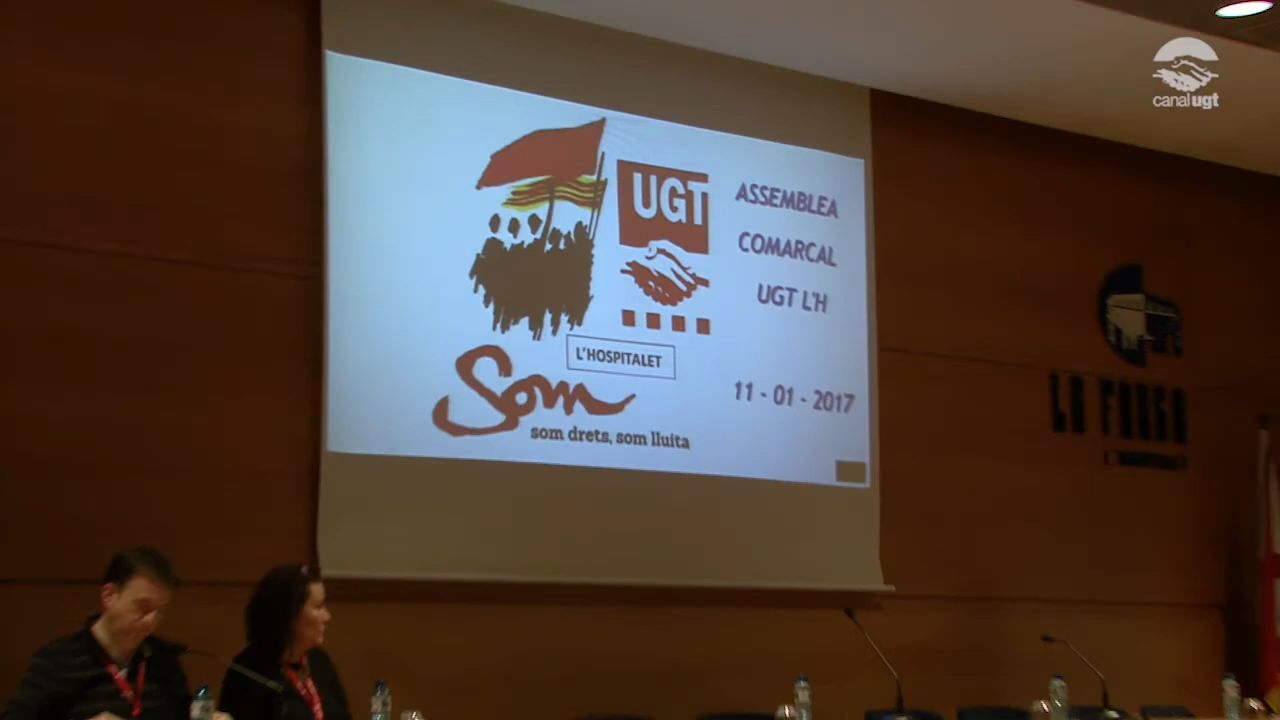 canalugt
UGT
ASSEMBLEA
COMARCAL
UGT L'H
L'HOSPITALET
Som
som drets, som lluita
11 - 01 - 2017
LA FARGA